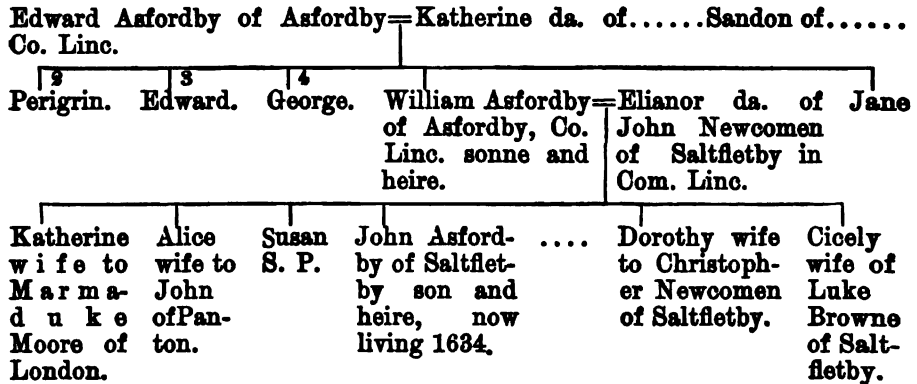 Edward Asfordby of Asfordby=Katherine da. of......Sandon of......
Co. Linc.
2 3 4
Perigrin. Edward. George. William Asfordby=Elianor da. of Jane
of Asfordby, Co. John Newcomen
Linc. sonne and of Saltfletby in
heire. Com. Linc.
Katherine Alice Susan John Asford- .... Dorothy wife Cicely
wife to wife to S. P. by of Saltflet- to Christoph- wife of
Marma- John by son and er Newcomen Luke
duke ofPan- heire, now of Saltfletby. Browne
Moore of ton. living 1634. of Salt-
London. fletby.